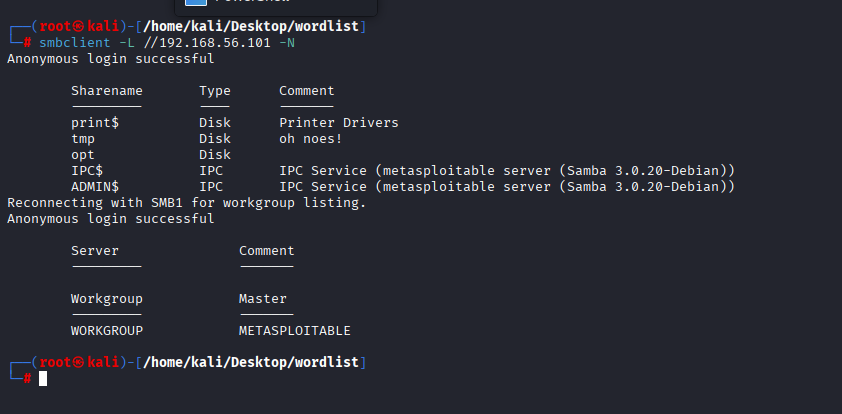 PowerShow
┌──(root㉿kali)-[/home/kali/Desktop/wordlist]
└─# smbclient -L //192.168.56.101 -N
Anonymous login successful
Sharename Type Comment
--------- ---- -------
print$ Disk Printer Drivers
tmp Disk oh noes!
opt Disk
IPC$ IPC IPC Service (metasploitable server (Samba 3.0.20-Debian))
ADMIN$ IPC IPC Service (metasploitable server (Samba 3.0.20-Debian))
Reconnecting with SMB1 for workgroup listing.
Anonymous login successful
Server Comment
--------- -------
Workgroup Master
--------- -------
WORKGROUP METASPLOITABLE
┌──(root㉿kali)-[/home/kali/Desktop/wordlist]
└─#